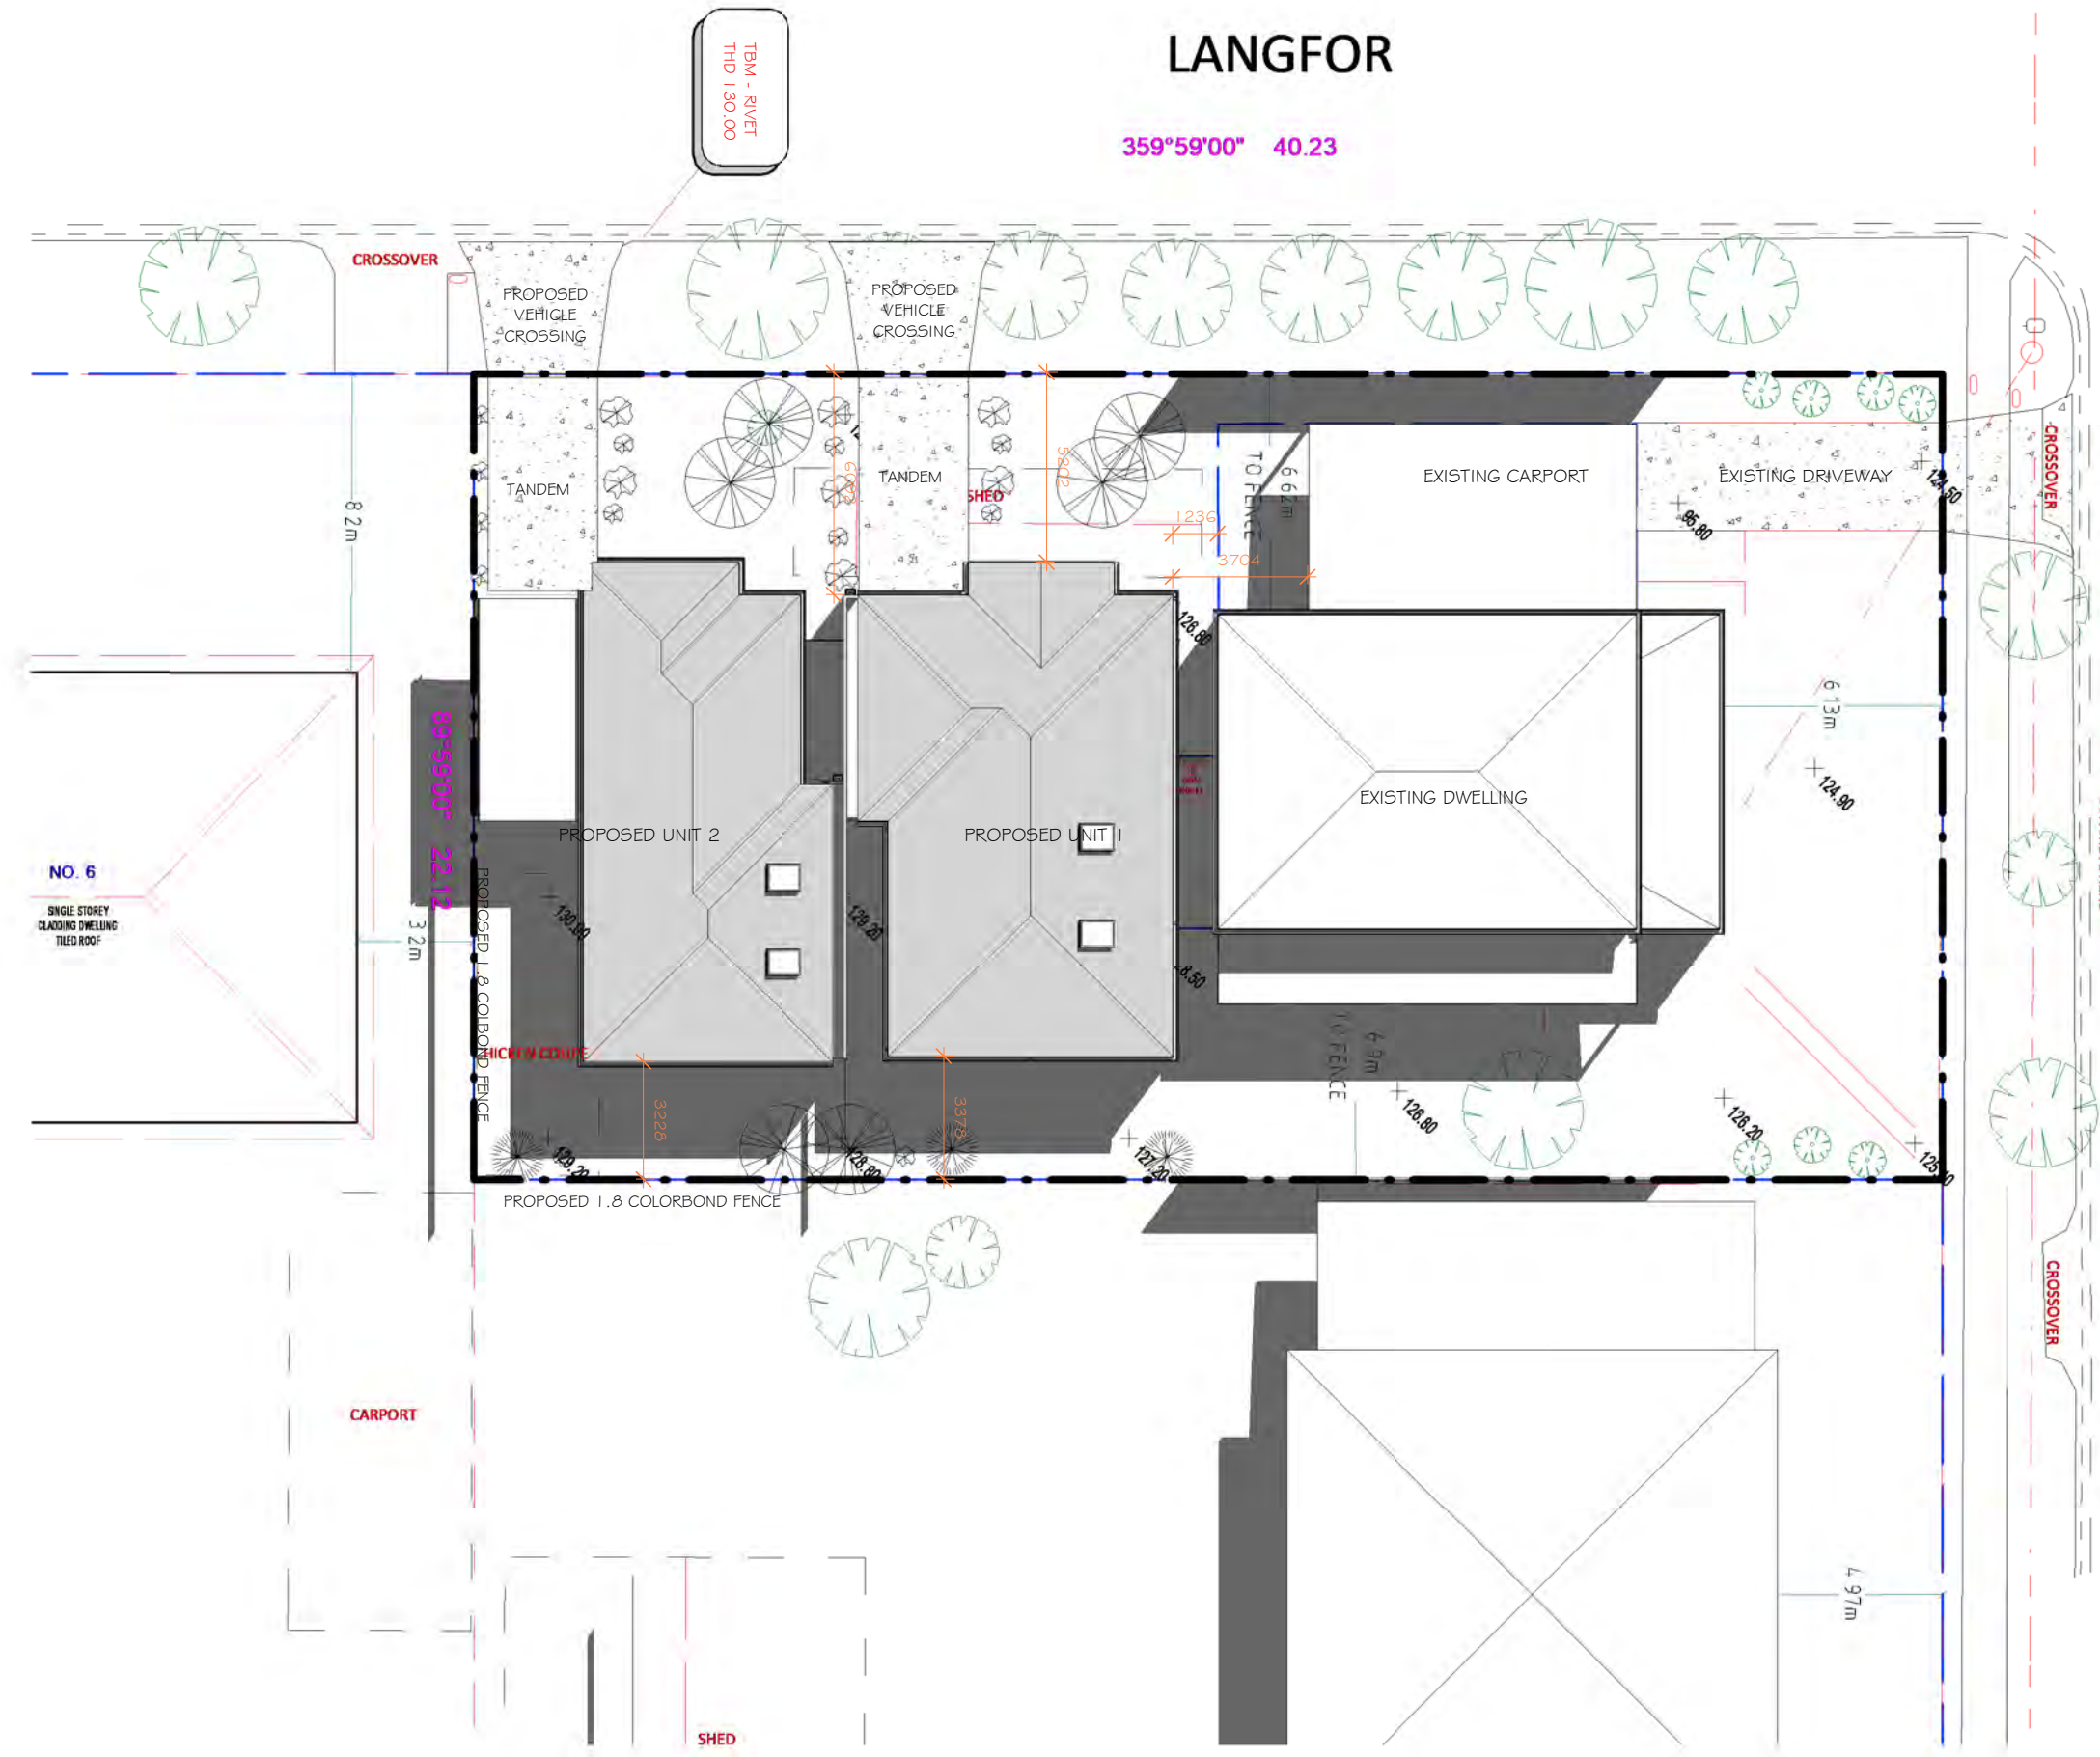 LANGFOR
359°59'00" 40.23
TBM - RIVET
THD 130.00
CROSSOVER
PROPOSED
VEHICLE
CROSSING
PROPOSED
VEHICLE
CROSSING
TANDEM
TANDEM
SHED
5202
1236
3704
6.62m
TO FENCE
EXISTING CARPORT
EXISTING DRIVEWAY
CROSSOVER
95.80
124.50
8.2m
126.80
6.13m
124.90
89°59'00" 22.12
PROPOSED UNIT 2
PROPOSED UNIT 1
EXISTING DWELLING
NO. 6
SINGLE STOREY
CLADDING DWELLING
TILED ROOF
3.2m
PROPOSED 1.8 COLBOND FENCE
130.00
129.20
HICKEN COUPE
3228
3378
6.9m
TO FENCE
126.80
126.20
129.20
128.80
127.20
PROPOSED 1.8 COLORBOND FENCE
CROSSOVER
CARPORT
4.97m
SHED